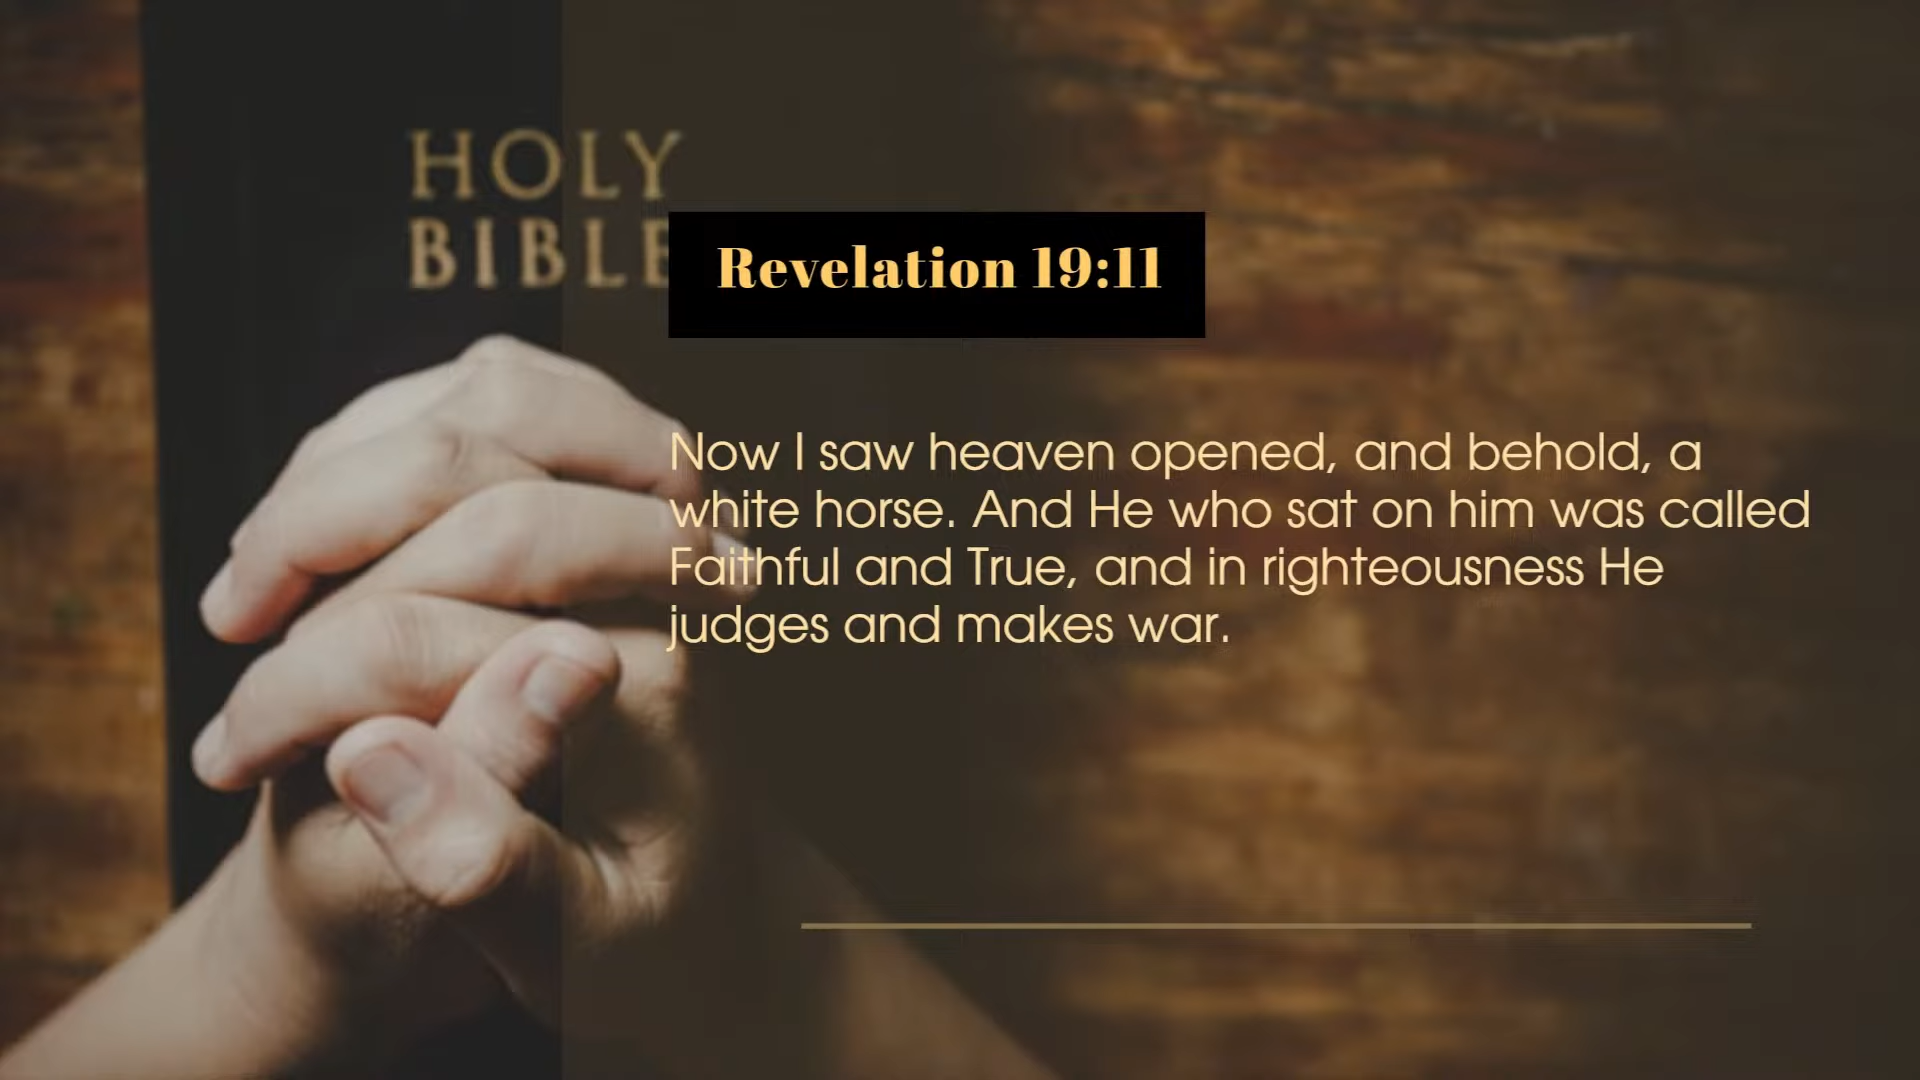 HOLY
BIBLE
Revelation 19:11
Now I saw heaven opened, and behold, a
white horse. And He who sat on him was called
Faithful and True, and in righteousness He
judges and makes war.